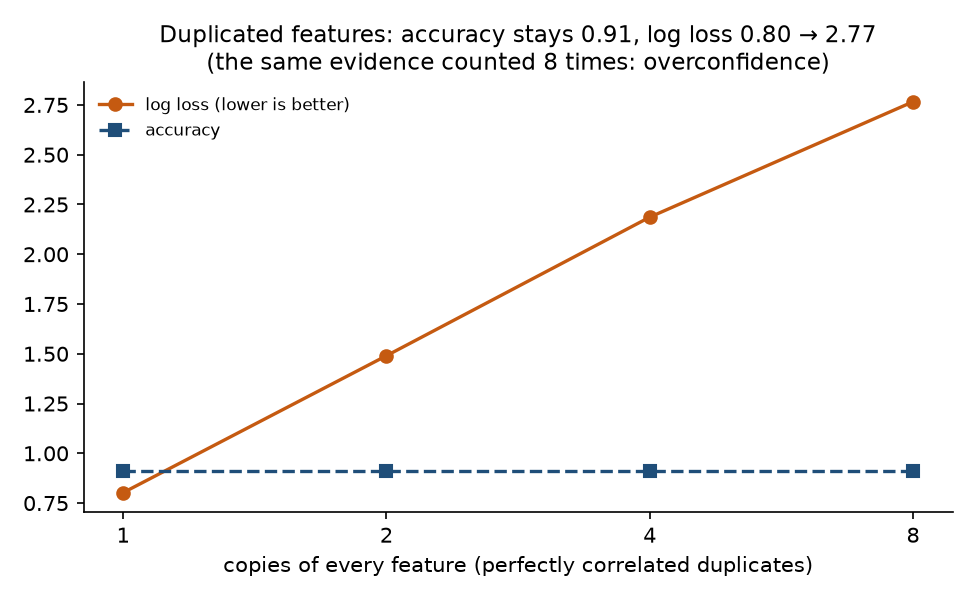 Duplicated features: accuracy stays 0.91, log loss 0.80 → 2.77
(the same evidence counted 8 times: overconfidence)
log loss (lower is better)
accuracy
2.75
2.50
2.25
2.00
1.75
1.50
1.25
1.00
0.75
1 2 4 8
copies of every feature (perfectly correlated duplicates)